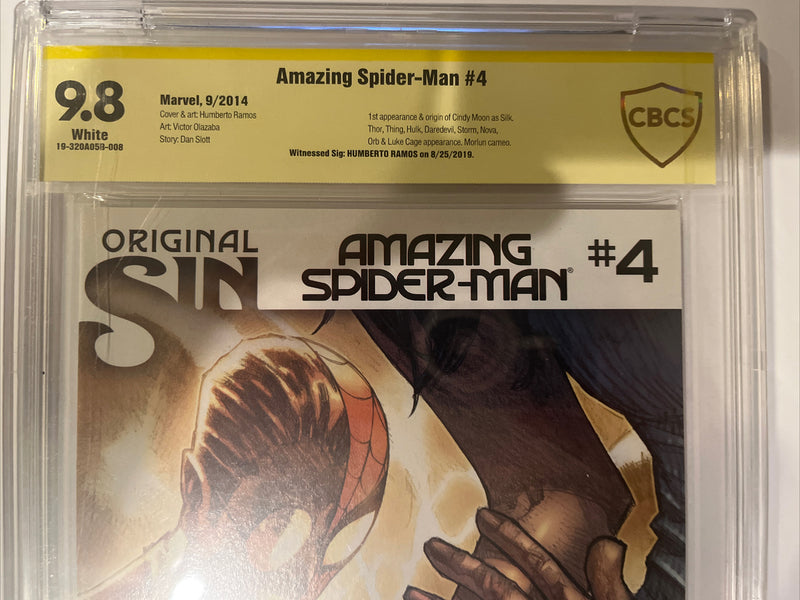 Amazing Spider-Man #4
9.8
White
19-320A05B-008
Marvel, 9/2014
Cover & art: Humberto Ramos
Art: Victor Olazaba
Story: Dan Slott
1st appearance & origin of Cindy Moon as Silk.
Thor, Thing, Hulk, Daredevil, Storm, Nova,
Orb & Luke Cage appearance. Morlun cameo.
Witnessed Sig: HUMBERTO RAMOS on 8/25/2019.
CBCS
ORIGINAL
SIN
AMAZING
SPIDER-MAN®
#4